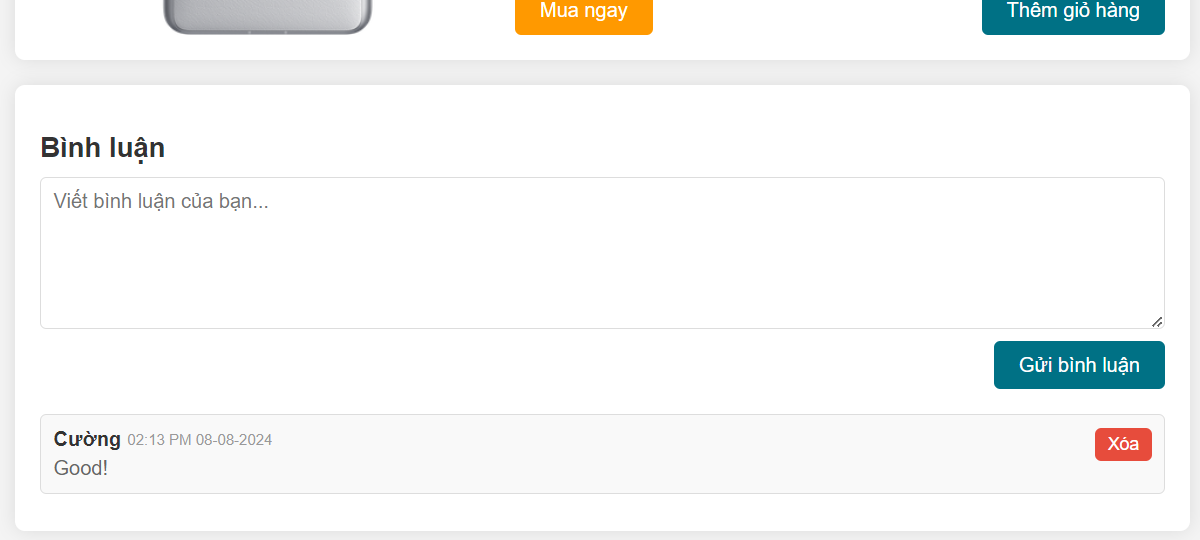 Mua ngay
Thêm giỏ hàng
Bình luận
Viết bình luận của bạn...
Gửi bình luận
Cường 02:13 PM 08-08-2024
Xóa
Good!